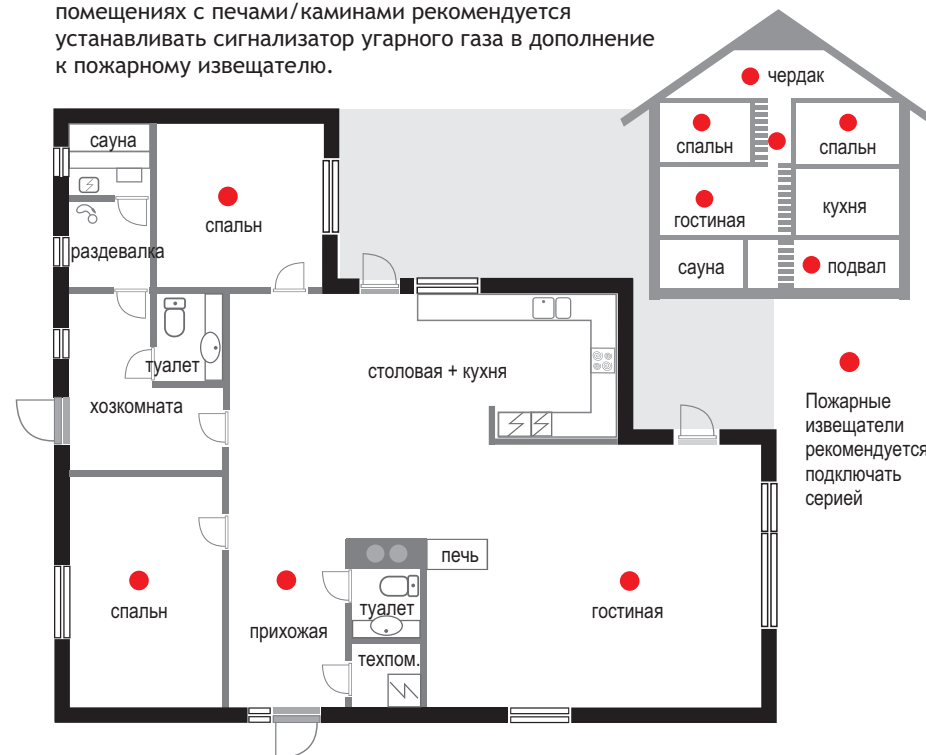 помещениях с печами/каминами рекомендуется
устанавливать сигнализатор угарного газа в дополнение
к пожарному извещателю.
чердак
спальн
спальн
гостиная
кухня
сауна
подвал
сауна
спальн
раздевалка
туалет
столовая + кухня
хозкомната
Пожарные
извещатели
рекомендуется
подключать
серией
печь
спальн
туалет
гостиная
прихожая
техпом.